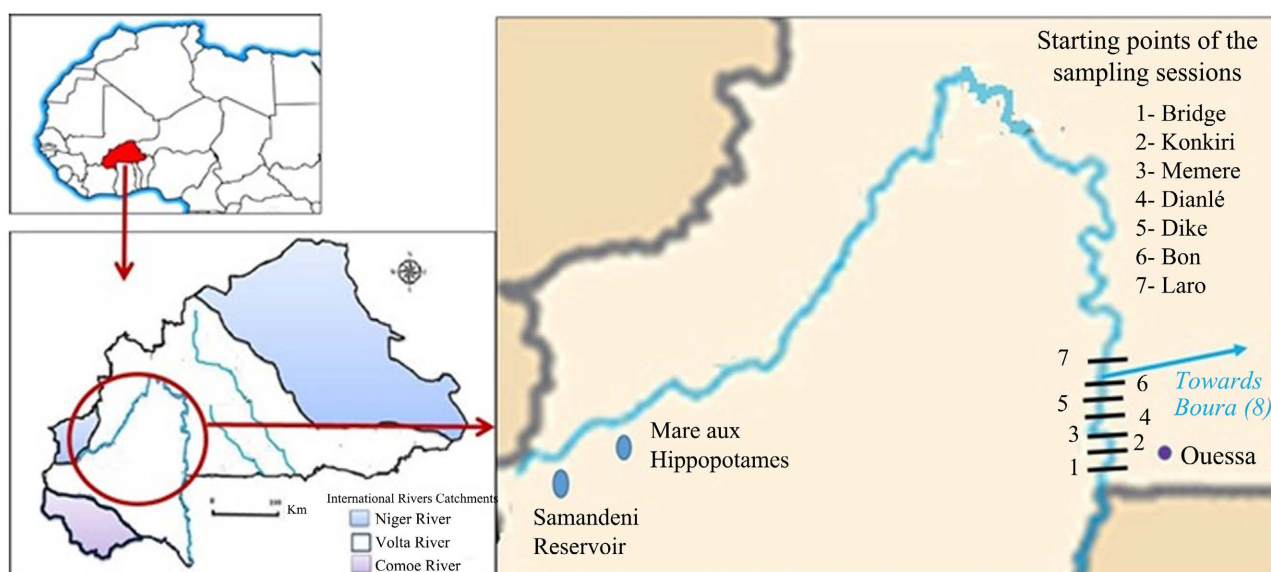 Starting points of the
sampling sessions
1- Bridge
2- Konkiri
3- Memere
4- Dianlé
5- Dike
6- Bon
7- Laro
7
6
5
4
3
2
1
Towards
Boura (8)
Ouessa
Mare aux
Hippopotames
Samandeni
Reservoir
0 100
Km
International Rivers Catchments
Niger River
Volta River
Comoe River